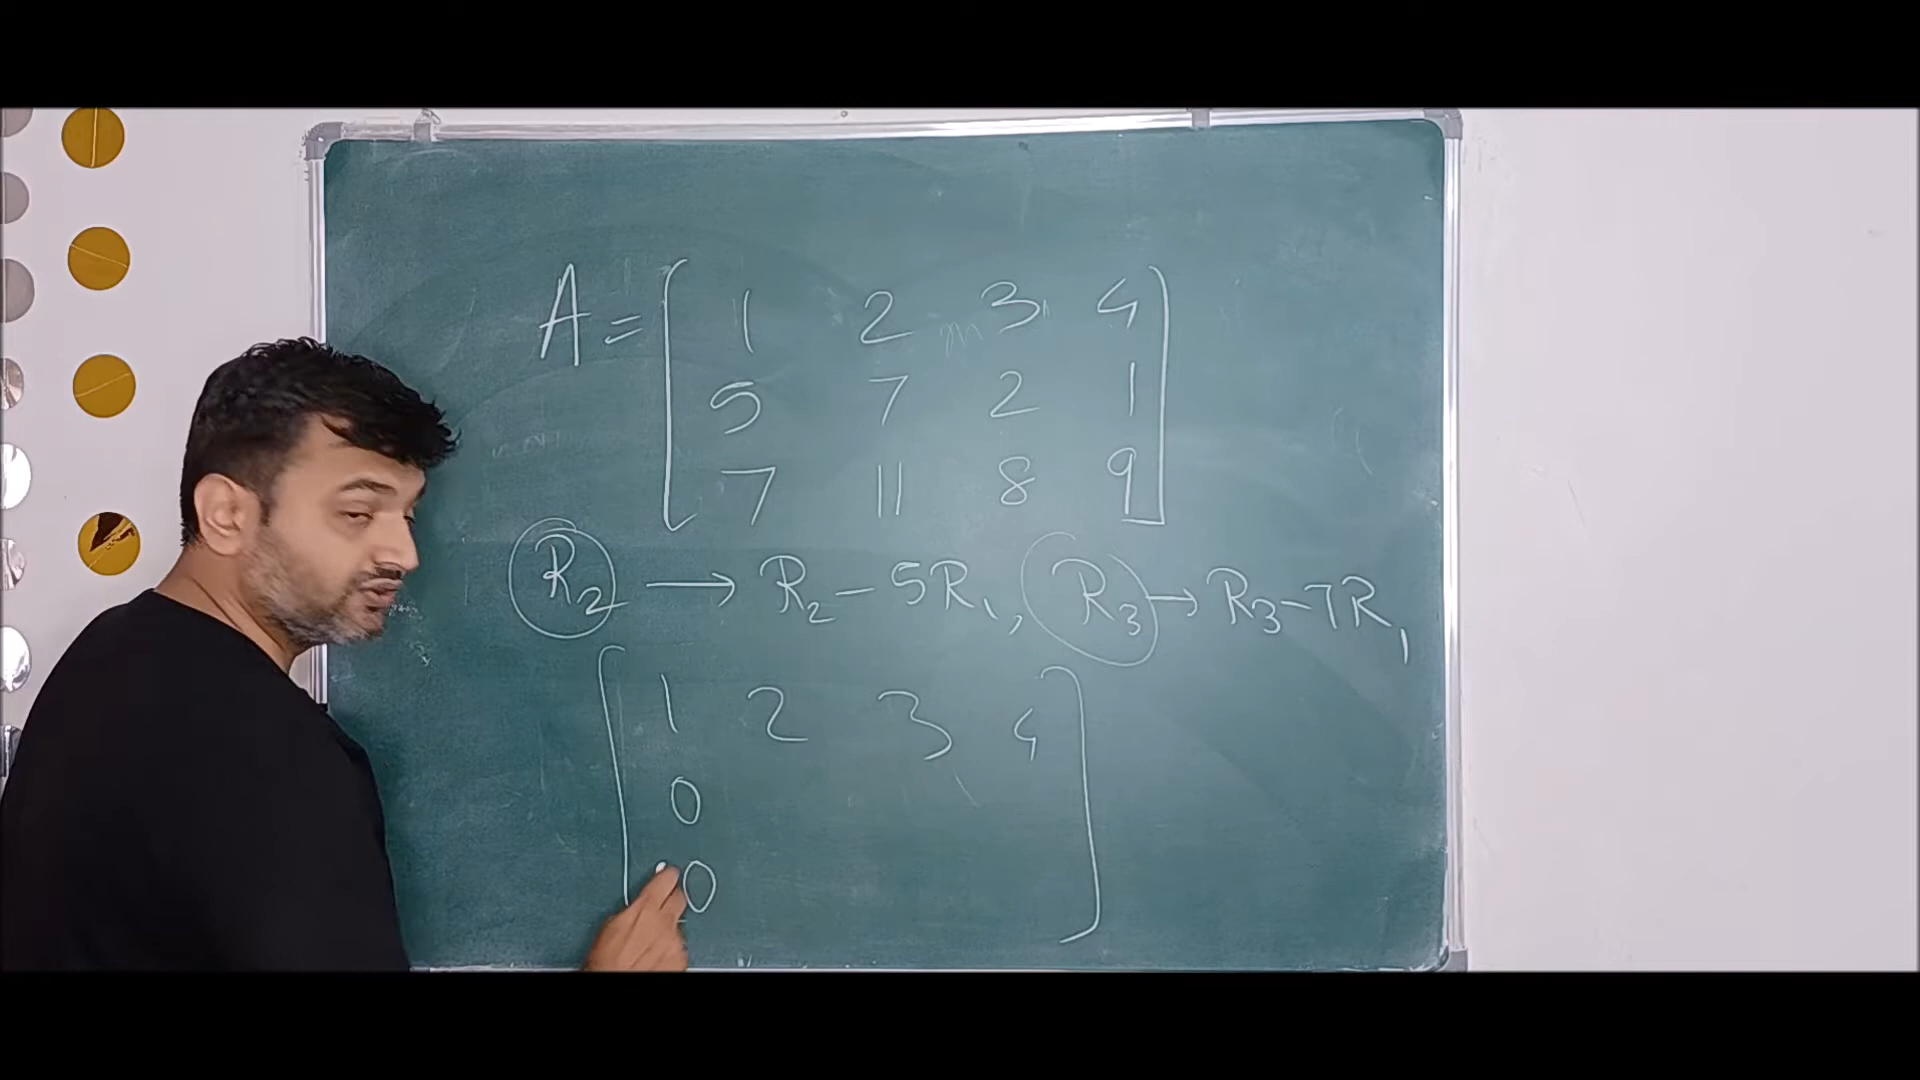 A = [ 1 2 3 4
5 7 2 1
7 11 8 9 ]
R₂ → R₂ - 5R₁, R₃ → R₃ - 7R₁
[ 1 2 3 4
0
0 ]